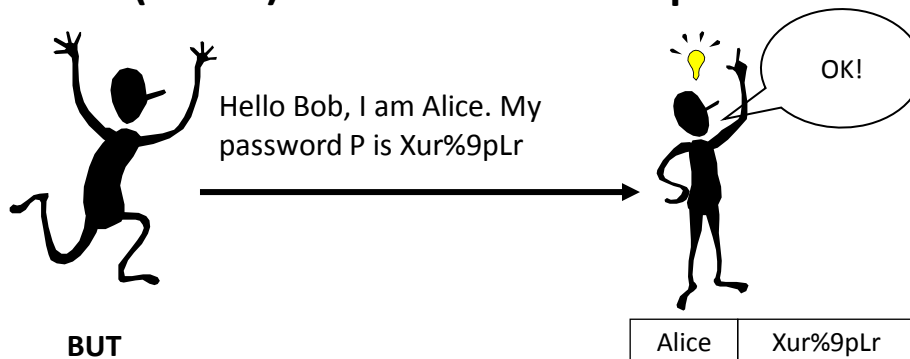 OK!
Hello Bob, I am Alice. My
password P is Xur%9pLr
BUT
Alice Xur%9pLr